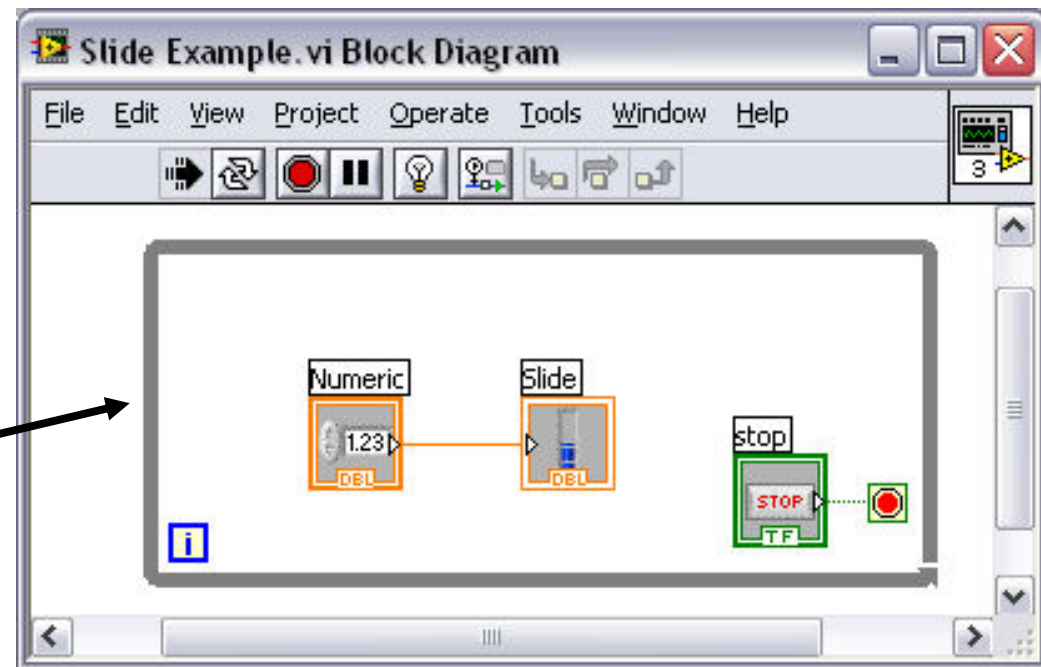 Slide Example.vi Block Diagram
File Edit View Project Operate Tools Window Help
3
Numeric
1.23
DBL
Slide
DBL
stop
STOP
TF
i